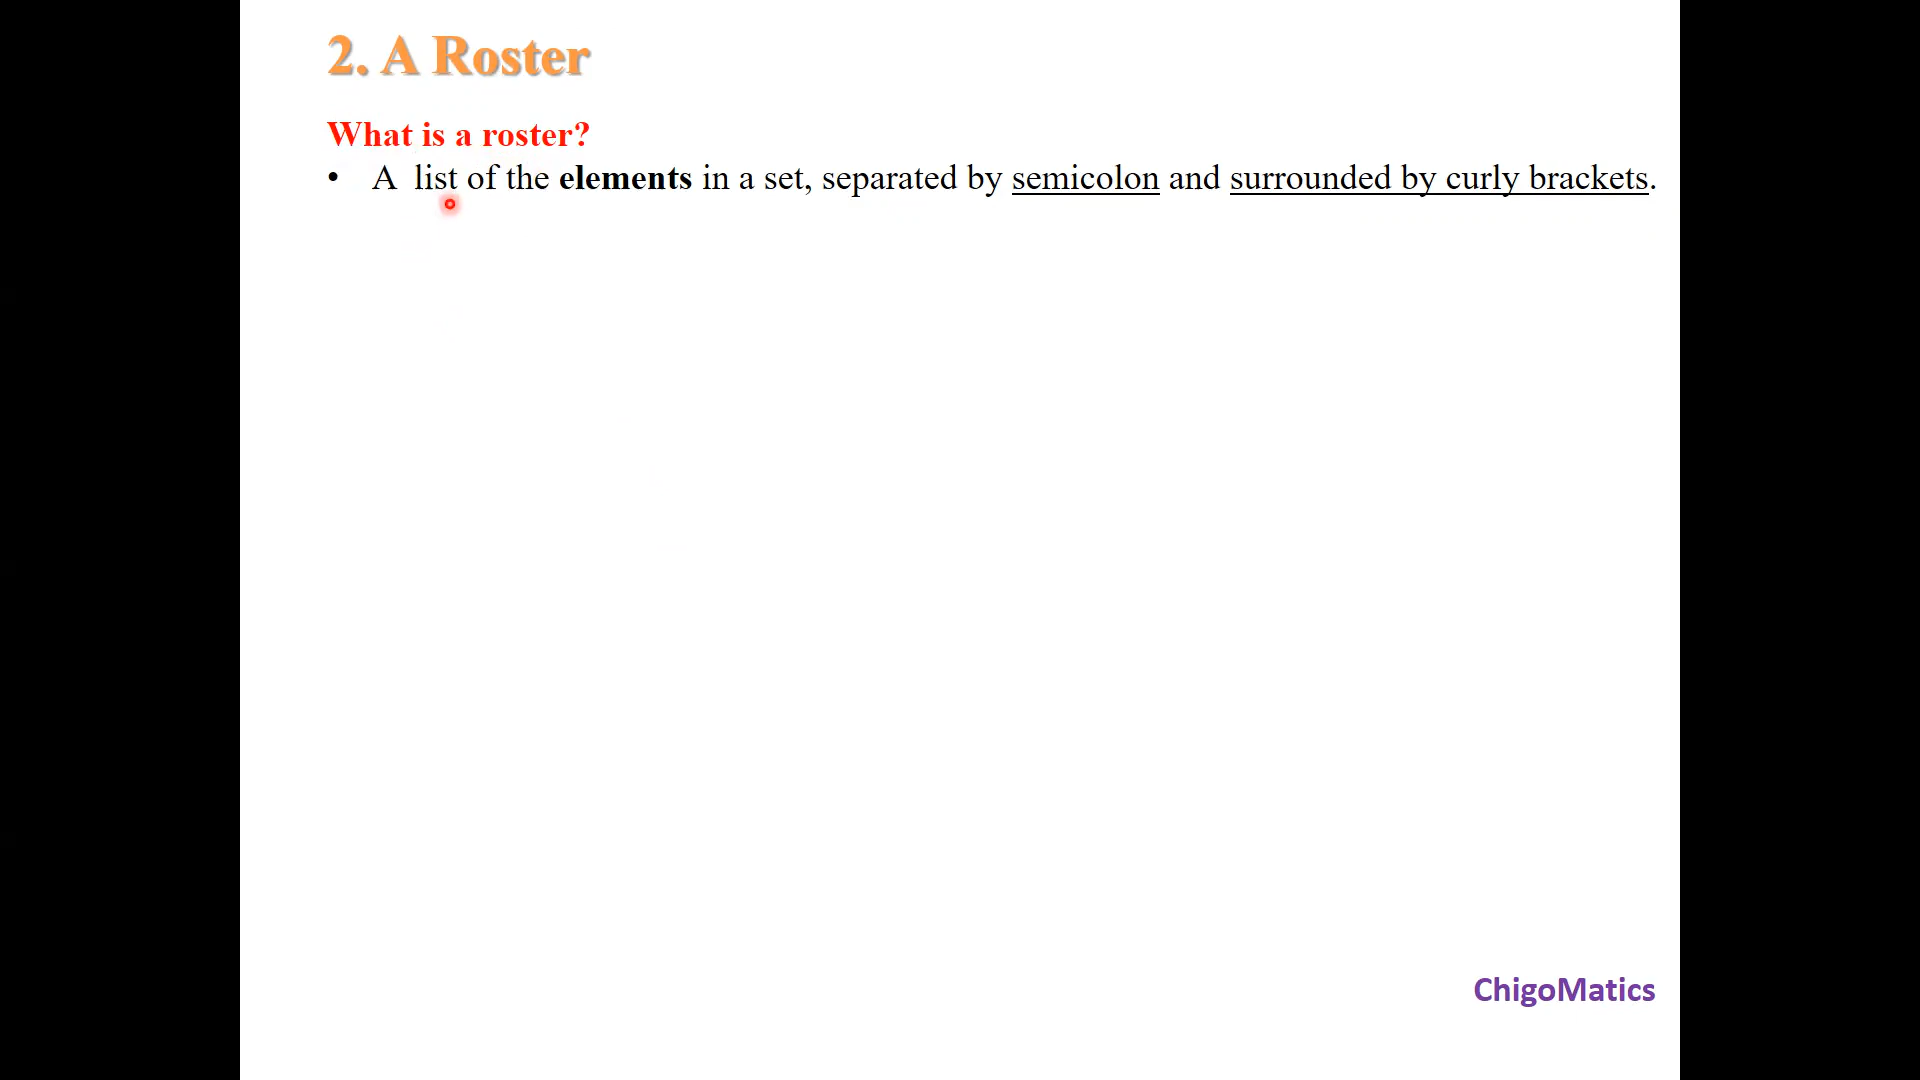 2. A Roster
What is a roster?
• A list of the elements in a set, separated by semicolon and surrounded by curly brackets.
ChigoMatics